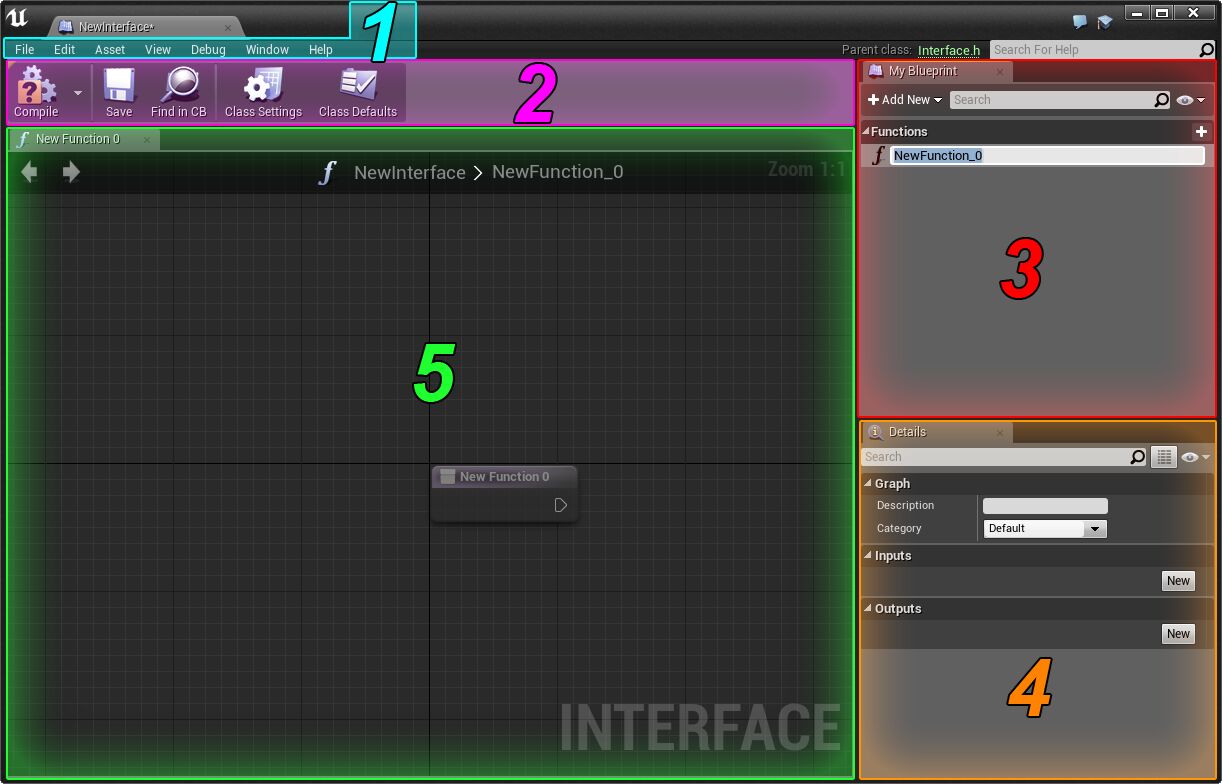 NewInterface*
1
File Edit Asset View Debug Window Help
Parent class: Interface.h Search For Help
Compile Save Find in CB Class Settings Class Defaults
2
New Function 0
NewInterface > NewFunction_0
Zoom 1:1
5
New Function 0
INTERFACE
My Blueprint
+ Add New Search
Functions +
f NewFunction_0
3
Details
Search
Graph
Description
Category Default
Inputs
New
Outputs
New
4